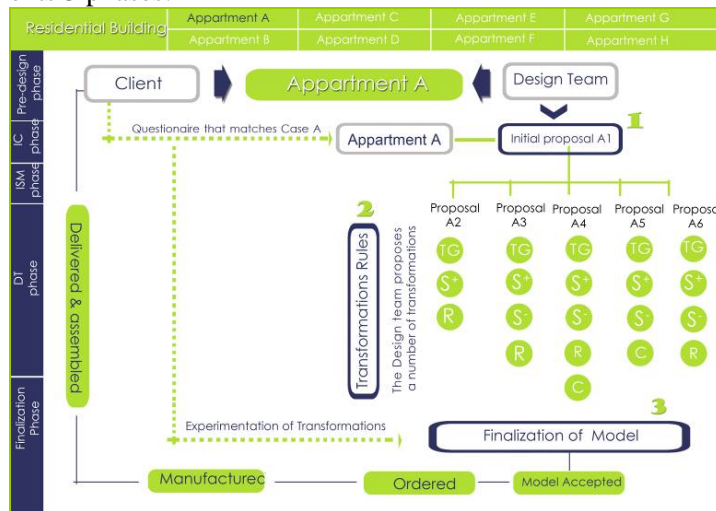 Residential Building
Appartment A
Appartment C
Appartment E
Appartment G
Appartment B
Appartment D
Appartment F
Appartment H
Pre-design
phase
Client
Appartment A
Design Team
IC
phase
Questionaire that matches Case A
Appartment A
Initial proposal A1
1
ISM
phase
DT
phase
Delivered & assembled
2
Transformations Rules
The Design team proposes
a number of transformations
Proposal
A2
Proposal
A3
Proposal
A4
Proposal
A5
Proposal
A6
TG
TG
TG
TG
TG
S+
S+
S+
S+
S+
R
S-
S-
S-
S-
R
R
C
R
C
3
Finalization
Phase
Experimentation of Transformations
Finalization of Model
Manufacturec
Ordered
Model Accepted